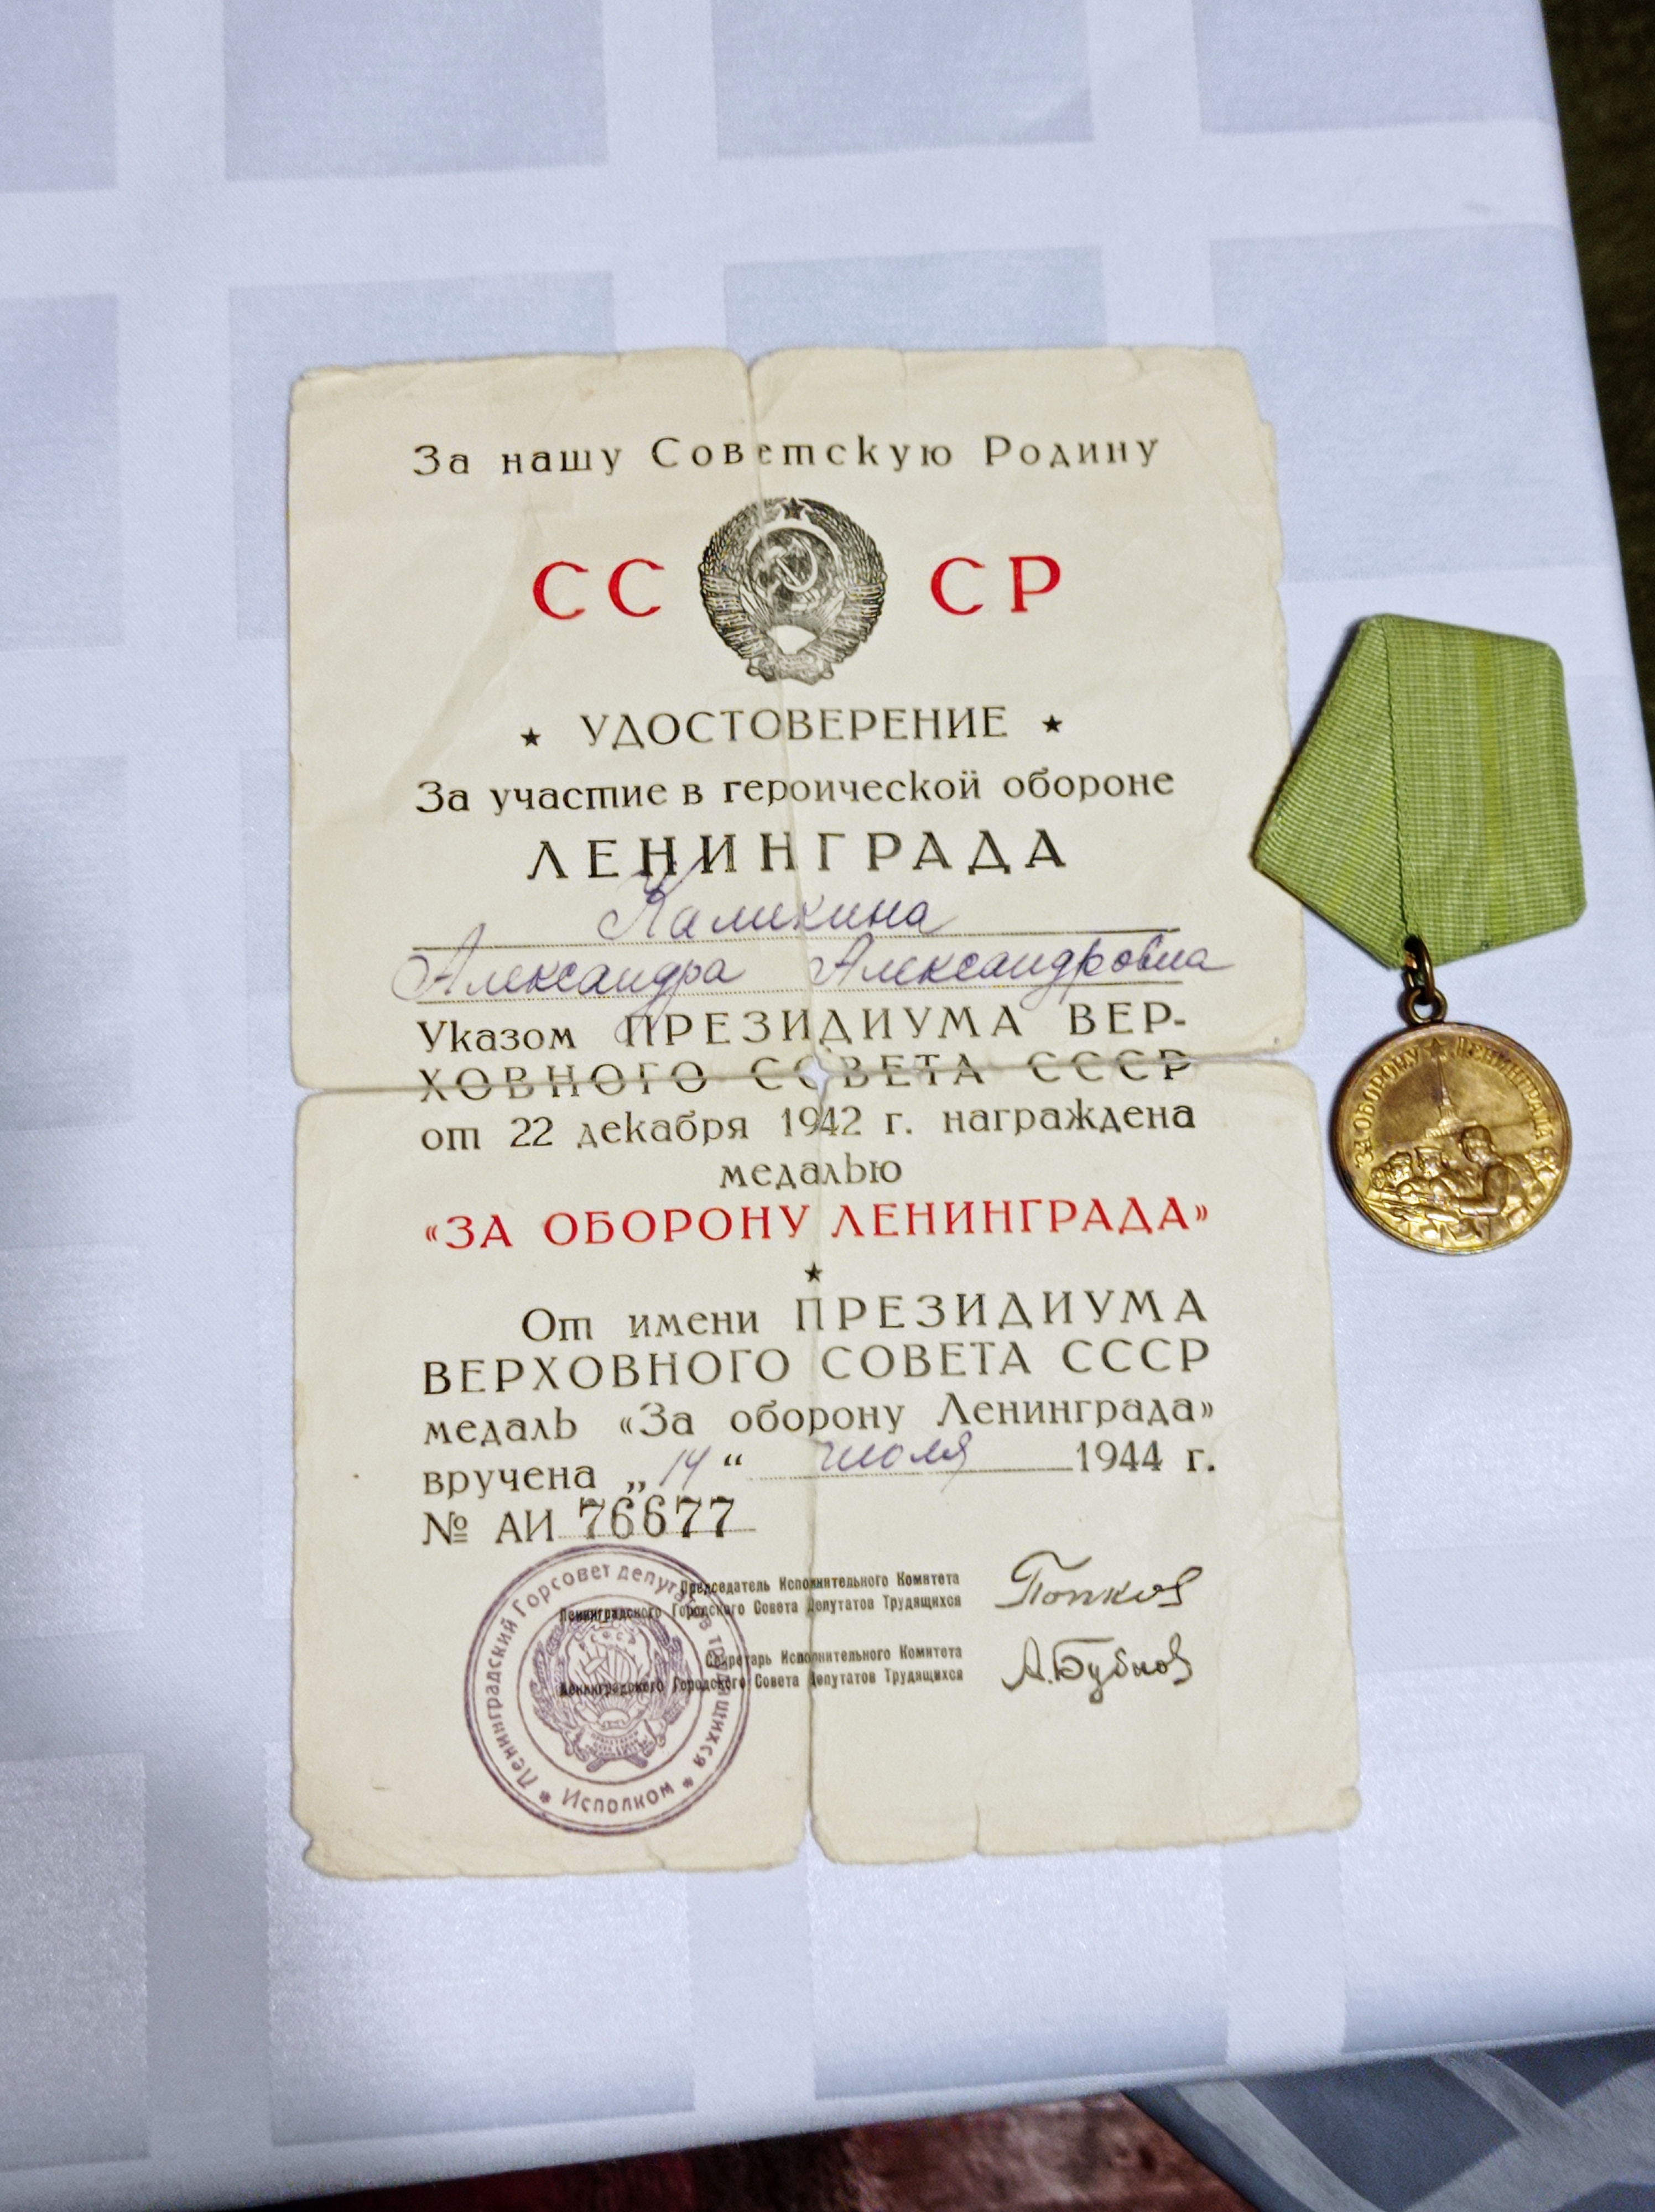 За нашу Советскую Родину
СС СР
★ УДОСТОВЕРЕНИЕ ★
За участие в героической обороне
ЛЕНИНГРАДА
Каликина
Александра Александровна
Указом ПРЕЗИДИУМА ВЕР-
ХОВНОГО СОВЕТА СССР
от 22 декабря 1942 г. награждена
медалью
«ЗА ОБОРОНУ ЛЕНИНГРАДА»
★
От имени ПРЕЗИДИУМА
ВЕРХОВНОГО СОВЕТА СССР
медаль «За оборону Ленинграда»
вручена „14“ июля 1944 г.
№ АИ 76677
Председатель Исполнительного Комитета
Ленинградского Городского Совета Депутатов Трудящихся
Попков
Секретарь Исполнительного Комитета
Ленинградского Городского Совета Депутатов Трудящихся
А. Бубнов
Ленинградский Горсовет депутатов трудящихся * Исполком *
ЗА ОБОРОНУ ★ ЛЕНИНГРАДА